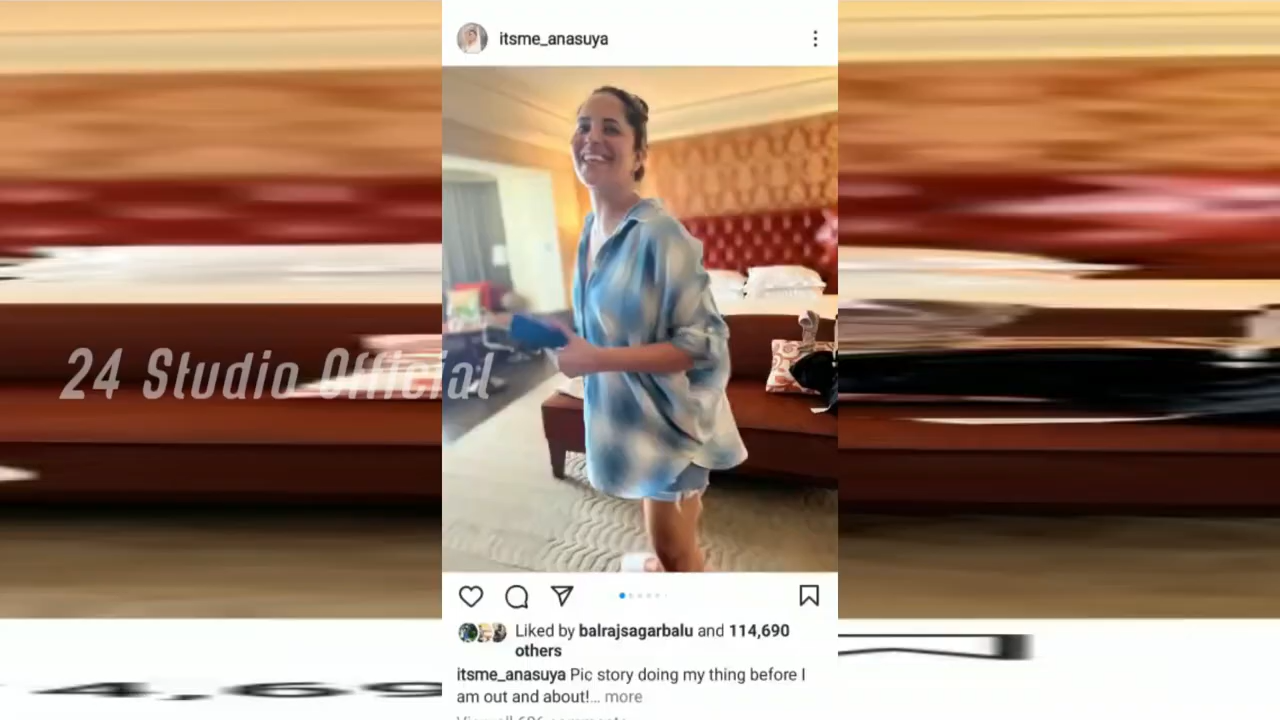 itsme_anasuya
24 Studio Official
Liked by balrajsagarbalu and 114,690
others
itsme_anasuya Pic story doing my thing before I
am out and about!... more